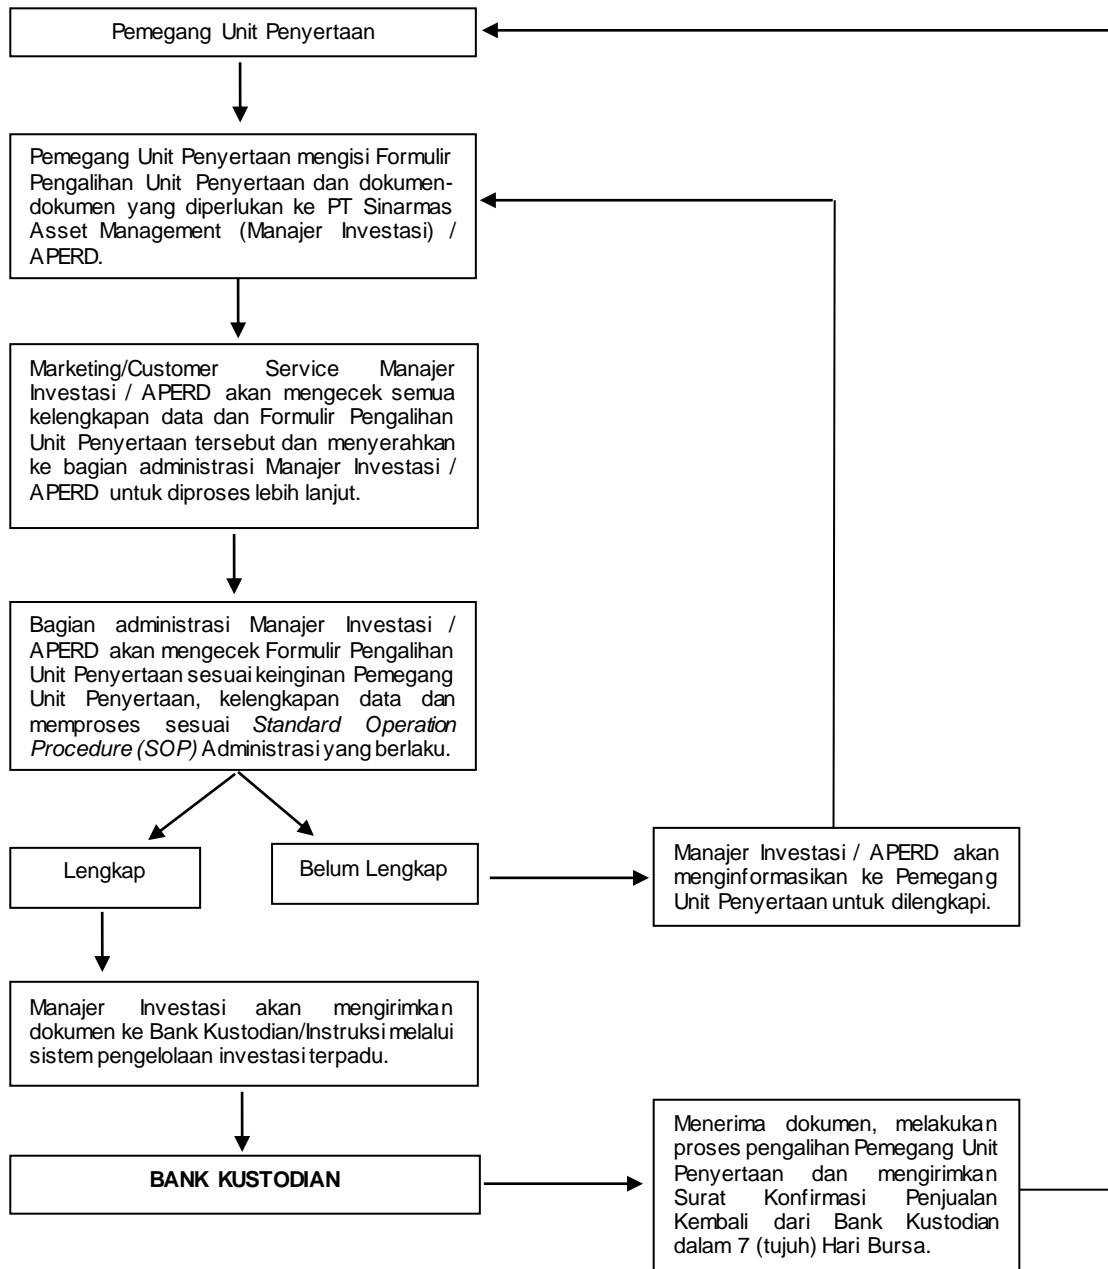 Pemegang Unit Penyertaan
Pemegang Unit Penyertaan mengisi Formulir
Pengalihan Unit Penyertaan dan dokumen-
dokumen yang diperlukan ke PT Sinarmas
Asset Management (Manajer Investasi) /
APERD.
Marketing/Customer Service Manajer
Investasi / APERD akan mengecek semua
kelengkapan data dan Formulir Pengalihan
Unit Penyertaan tersebut dan menyerahkan
ke bagian administrasi Manajer Investasi /
APERD untuk diproses lebih lanjut.
Bagian administrasi Manajer Investasi /
APERD akan mengecek Formulir Pengalihan
Unit Penyertaan sesuai keinginan Pemegang
Unit Penyertaan, kelengkapan data dan
memproses sesuai Standard Operation
Procedure (SOP) Administrasi yang berlaku.
Lengkap
Belum Lengkap
Manajer Investasi / APERD akan
menginformasikan ke Pemegang
Unit Penyertaan untuk dilengkapi.
Manajer Investasi akan mengirimkan
dokumen ke Bank Kustodian/Instruksi melalui
sistem pengelolaan investasi terpadu.
BANK KUSTODIAN
Menerima dokumen, melakukan
proses pengalihan Pemegang Unit
Penyertaan dan mengirimkan
Surat Konfirmasi Penjualan
Kembali dari Bank Kustodian
dalam 7 (tujuh) Hari Bursa.